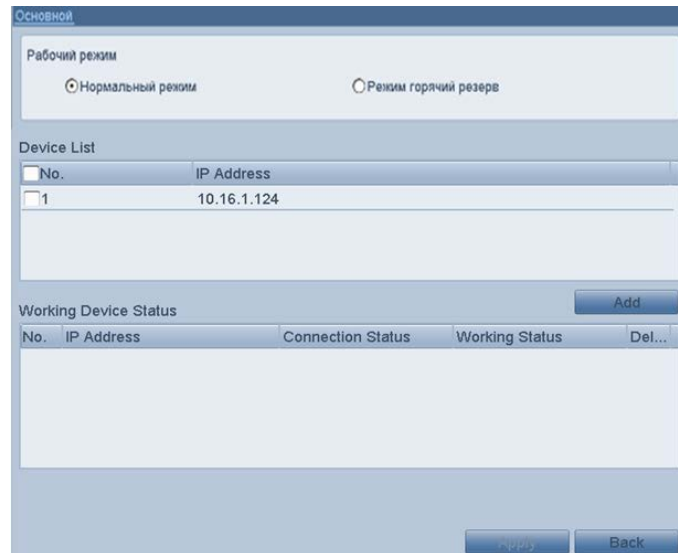 Основной
Рабочий режим
Нормальный режим Режим горячий резерв
Device List
No. IP Address
1 10.16.1.124
Add
Working Device Status
No. IP Address Connection Status Working Status Del...
Apply Back